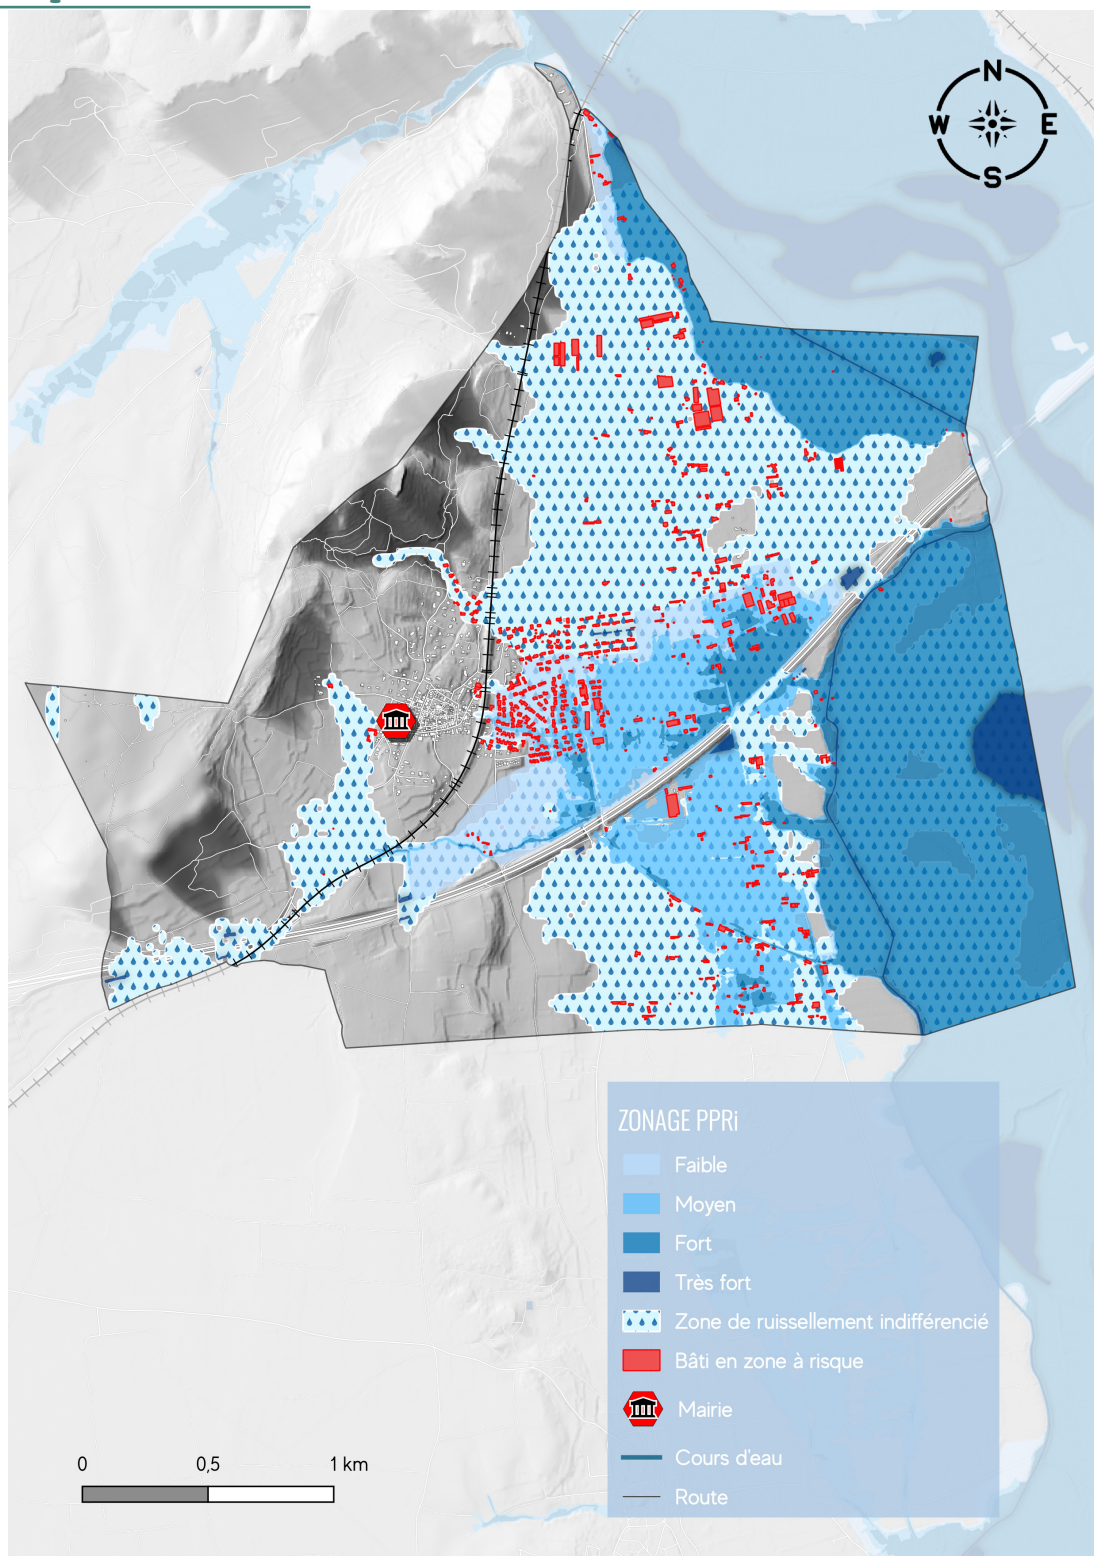 N
W E
S
ZONAGE PPRi
Faible
Moyen
Fort
Très fort
Zone de ruissellement indifférencié
Bâti en zone à risque
Mairie
Cours d'eau
Route
0 0,5 1 km